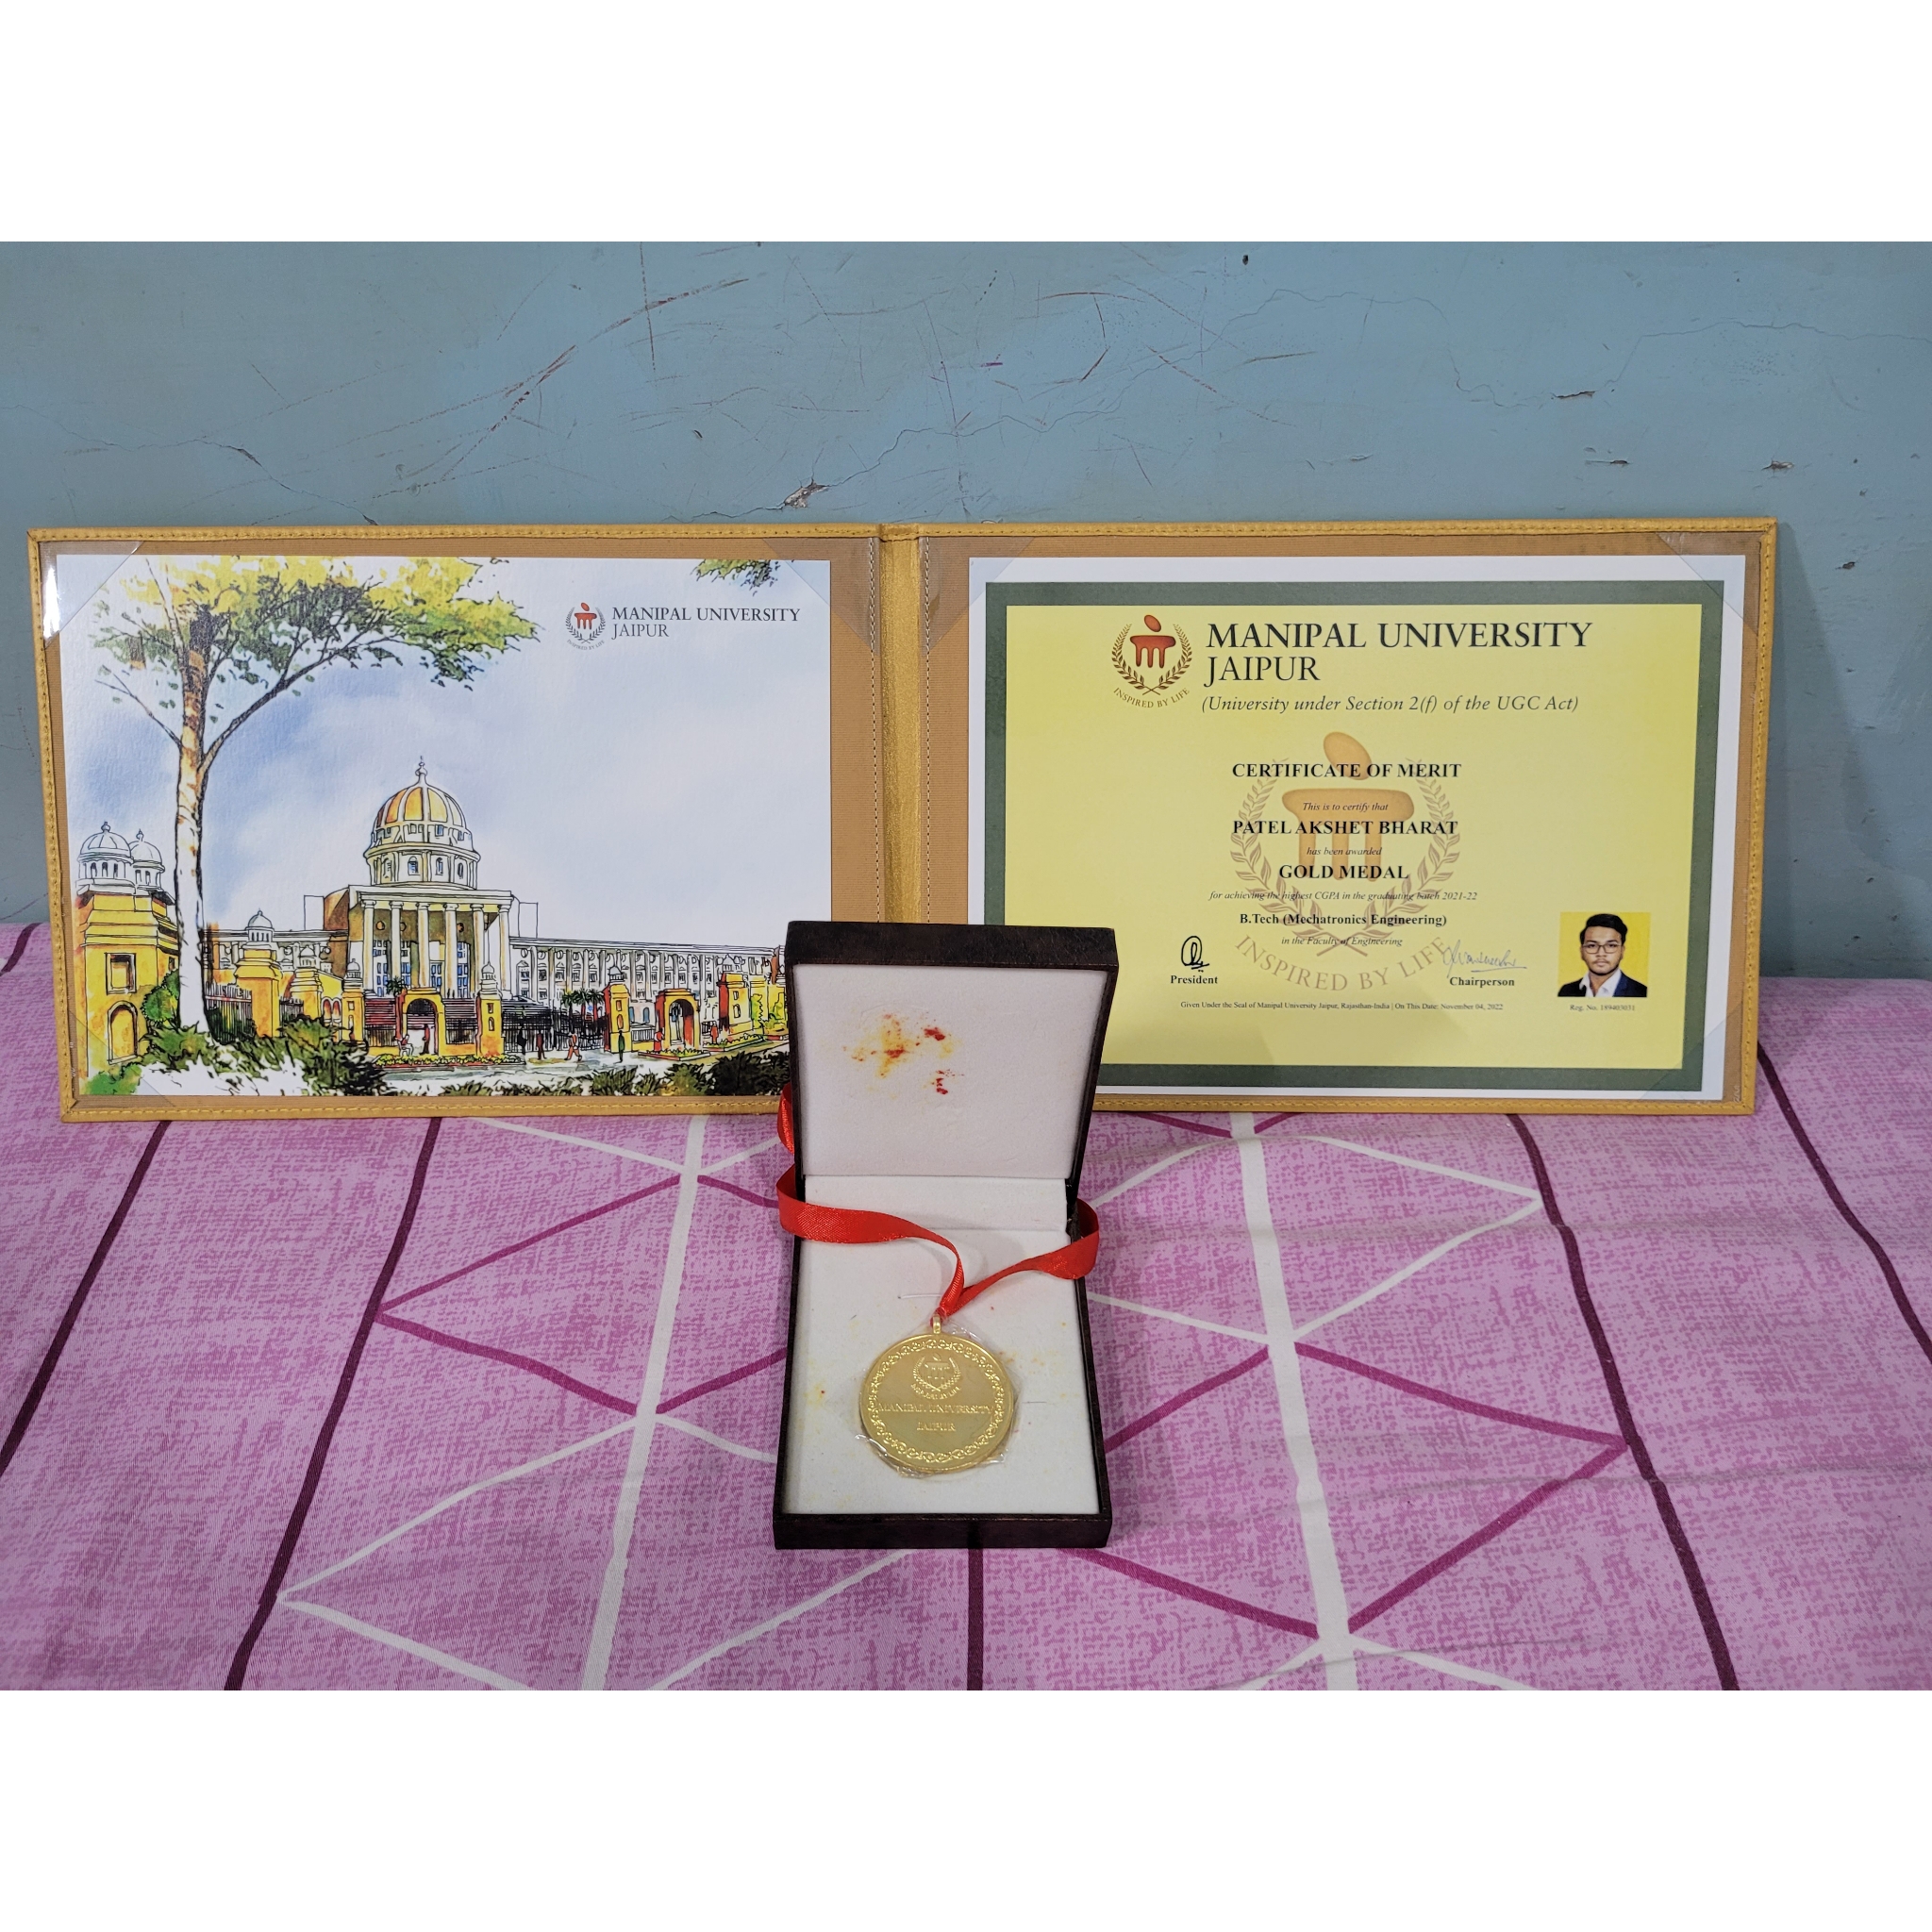 MANIPAL UNIVERSITY
JAIPUR
INSPIRED BY LIFE
MANIPAL UNIVERSITY
JAIPUR
(University under Section 2(f) of the UGC Act)
INSPIRED BY LIFE
CERTIFICATE OF MERIT
This is to certify that
PATEL AKSHET BHARAT
has been awarded
GOLD MEDAL
for achieving the highest CGPA in the graduating batch 2021-22
B.Tech (Mechatronics Engineering)
in the Faculty of Engineering
INSPIRED BY LIFE
President
Chairperson
Given Under the Seal of Manipal University Jaipur, Rajasthan-India | On This Date: November 04, 2022
Reg. No. 189403031
MANIPAL UNIVERSITY
JAIPUR